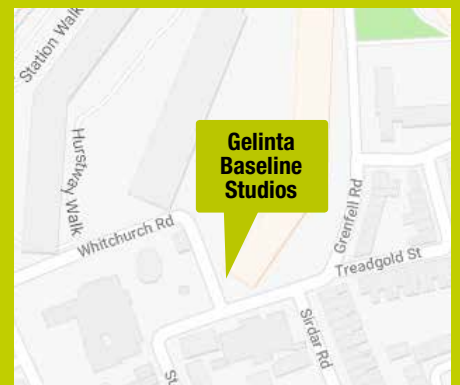 Station Walk
Hurstway Walk
Gelinta
Baseline
Studios
Whitchurch Rd
Grenfell Rd
Treadgold St
Sirdar Rd